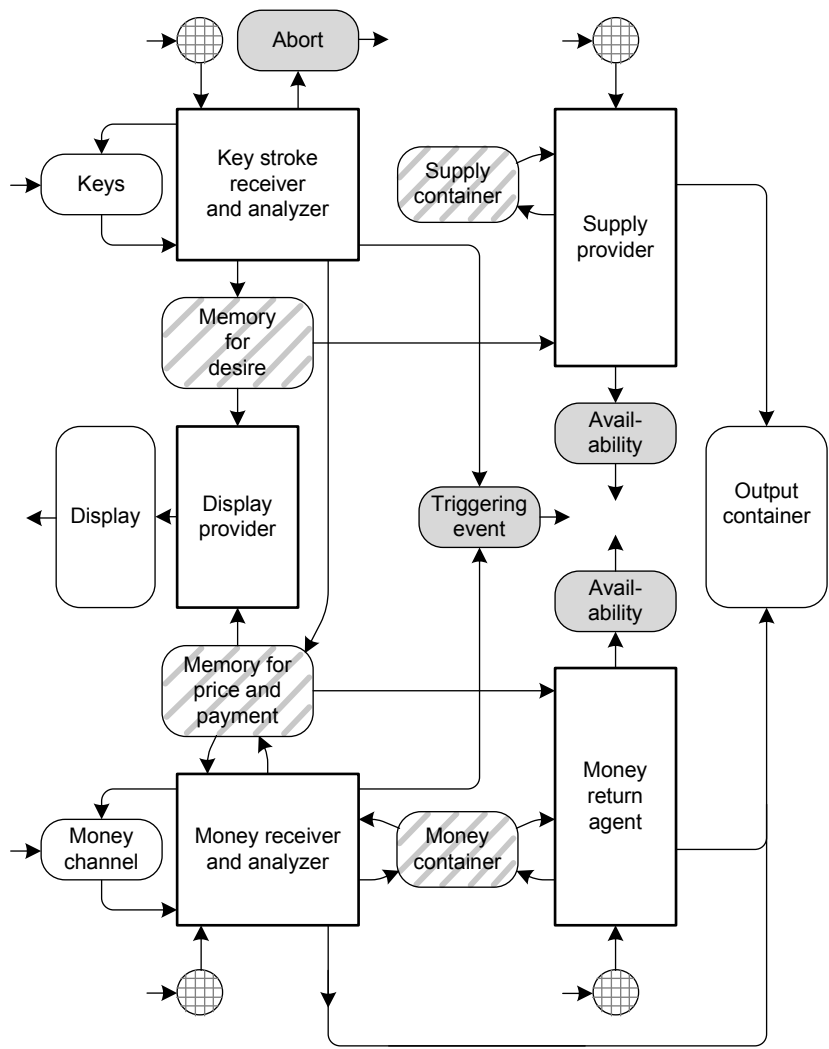 Abort
Key stroke
receiver
and analyzer
Keys
Supply
container
Supply
provider
Memory
for
desire
Avail-
ability
Display
Display
provider
Triggering
event
Output
container
Avail-
ability
Memory for
price and
payment
Money
return
agent
Money
channel
Money receiver
and analyzer
Money
container